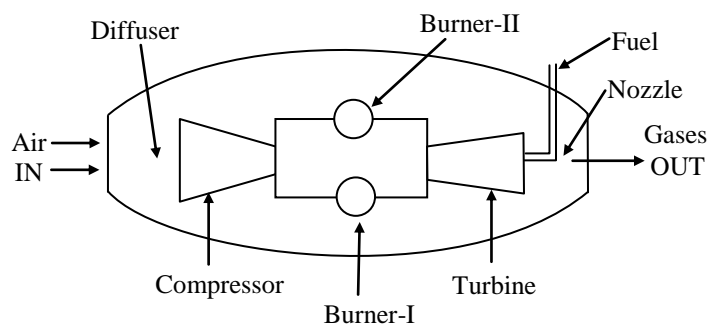 Diffuser
Burner-II
Fuel
Nozzle
Air
IN
Gases
OUT
Compressor
Burner-I
Turbine